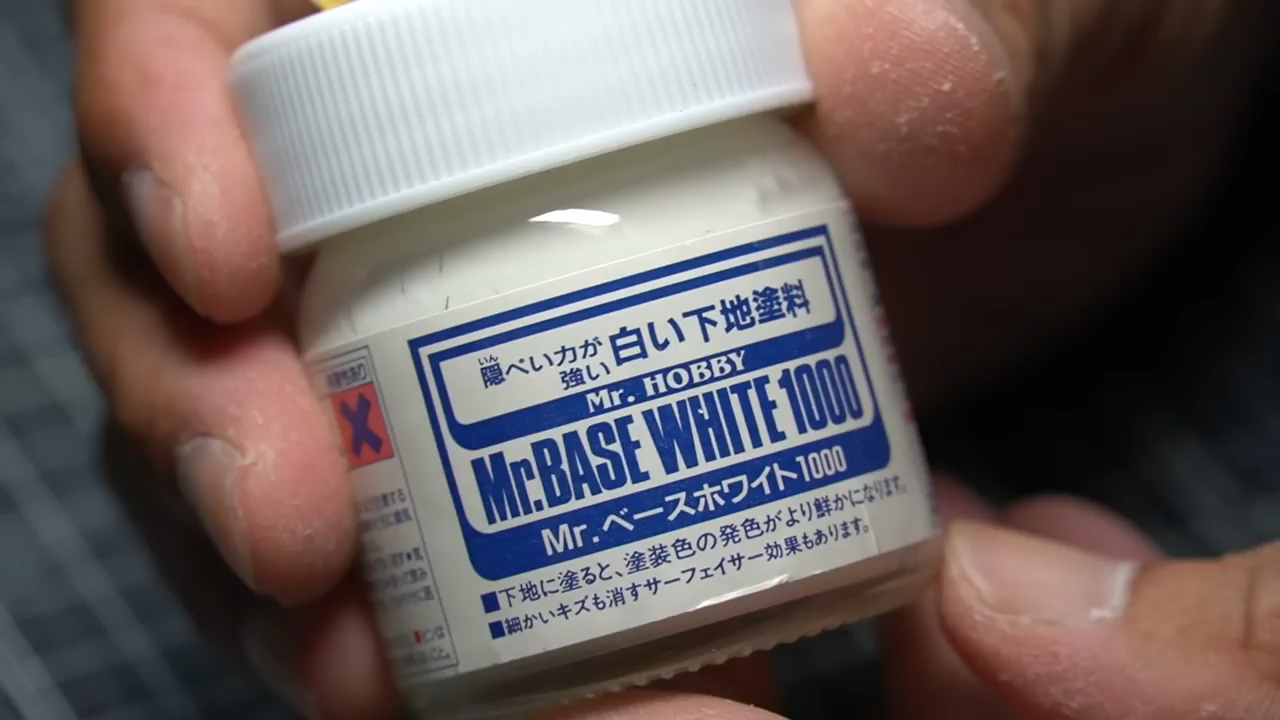 いん
隠ぺい力が
強い
白い下地塗料
Mr. HOBBY
Mr.BASE WHITE 1000
Mr.ベースホワイト1000
■下地に塗ると、塗装色の発色がより鮮かになります。
■細かいキズも消すサーフェイサー効果もあります。
X